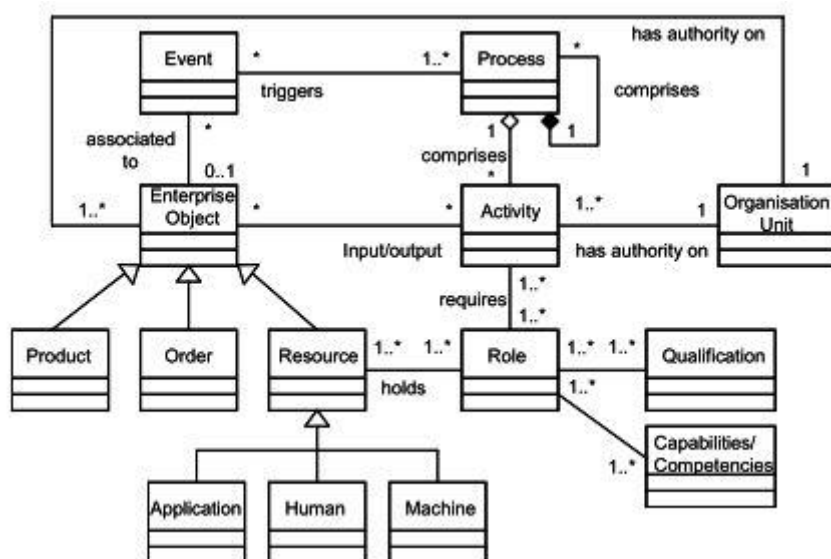 has authority on
Event
*
1..*
Process
*
triggers
comprises
*
1
1
associated
to
comprises
0..1
*
1
1..*
Enterprise
Object
*
*
Activity
1..*
1
Organisation
Unit
Input/output
has authority on
1..*
requires
1..*
Product
Order
Resource
1..*
1..*
Role
1..*
1..*
Qualification
holds
1..*
Capabilities/
Competencies
1..*
Application
Human
Machine